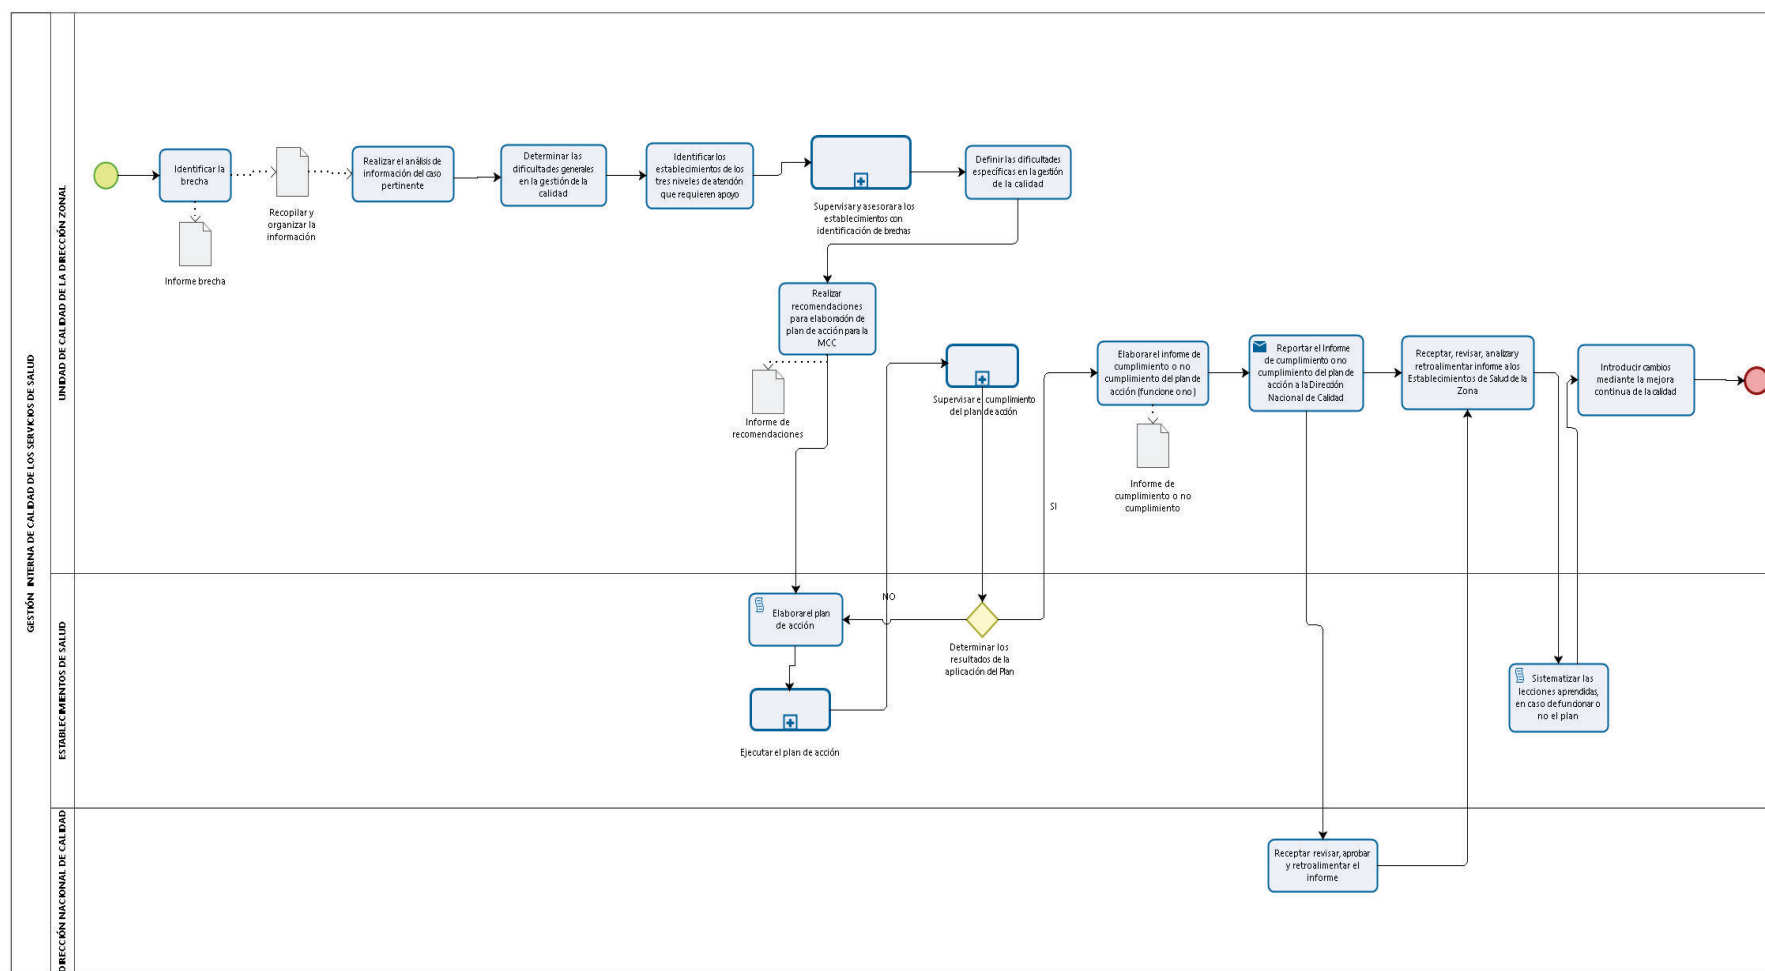 GESTIÓN INTERNA DE CALIDAD DE LOS SERVICIOS DE SALUD
UNIDAD DE CALIDAD DE LA DIRECCIÓN ZONAL
Identificar la
brecha
Informe brecha
Recopilar y
organizar la
información
Realizar el análisis de
información del caso
pertinente
Determinar las
dificultades generales
en la gestión de la
calidad
Identificar los
establecimientos de los
tres niveles de atención
que requieren apoyo
Supervisar y asesorar a los
establecimientos con
identificación de brechas
Definir las dificultades
específicas en la gestión
de la calidad
Realizar
recomendaciones
para elaboración de
plan de acción para la
MCC
Informe de
recomendaciones
Supervisar el cumplimiento
del plan de acción
Elaborar el informe de
cumplimiento o no
cumplimiento del plan de
acción (funcione o no)
Informe de
cumplimiento o no
cumplimiento
Reportar el Informe
de cumplimiento o no
cumplimiento del plan de
acción a la Dirección
Nacional de Calidad
Receptar, revisar, analizar y
retroalimentar informe a los
Establecimientos de Salud de la
Zona
Introducir cambios
mediante la mejora
continua de la calidad
SI
ESTABLECIMIENTOS DE SALUD
Elaborar el plan
de acción
NO
Determinar los
resultados de la
aplicación del Plan
Ejecutar el plan de acción
Sistematizar las
lecciones aprendidas,
en caso de funcionar o
no el plan
DIRECCIÓN NACIONAL DE CALIDAD
Receptar revisar, aprobar
y retroalimentar el
informe